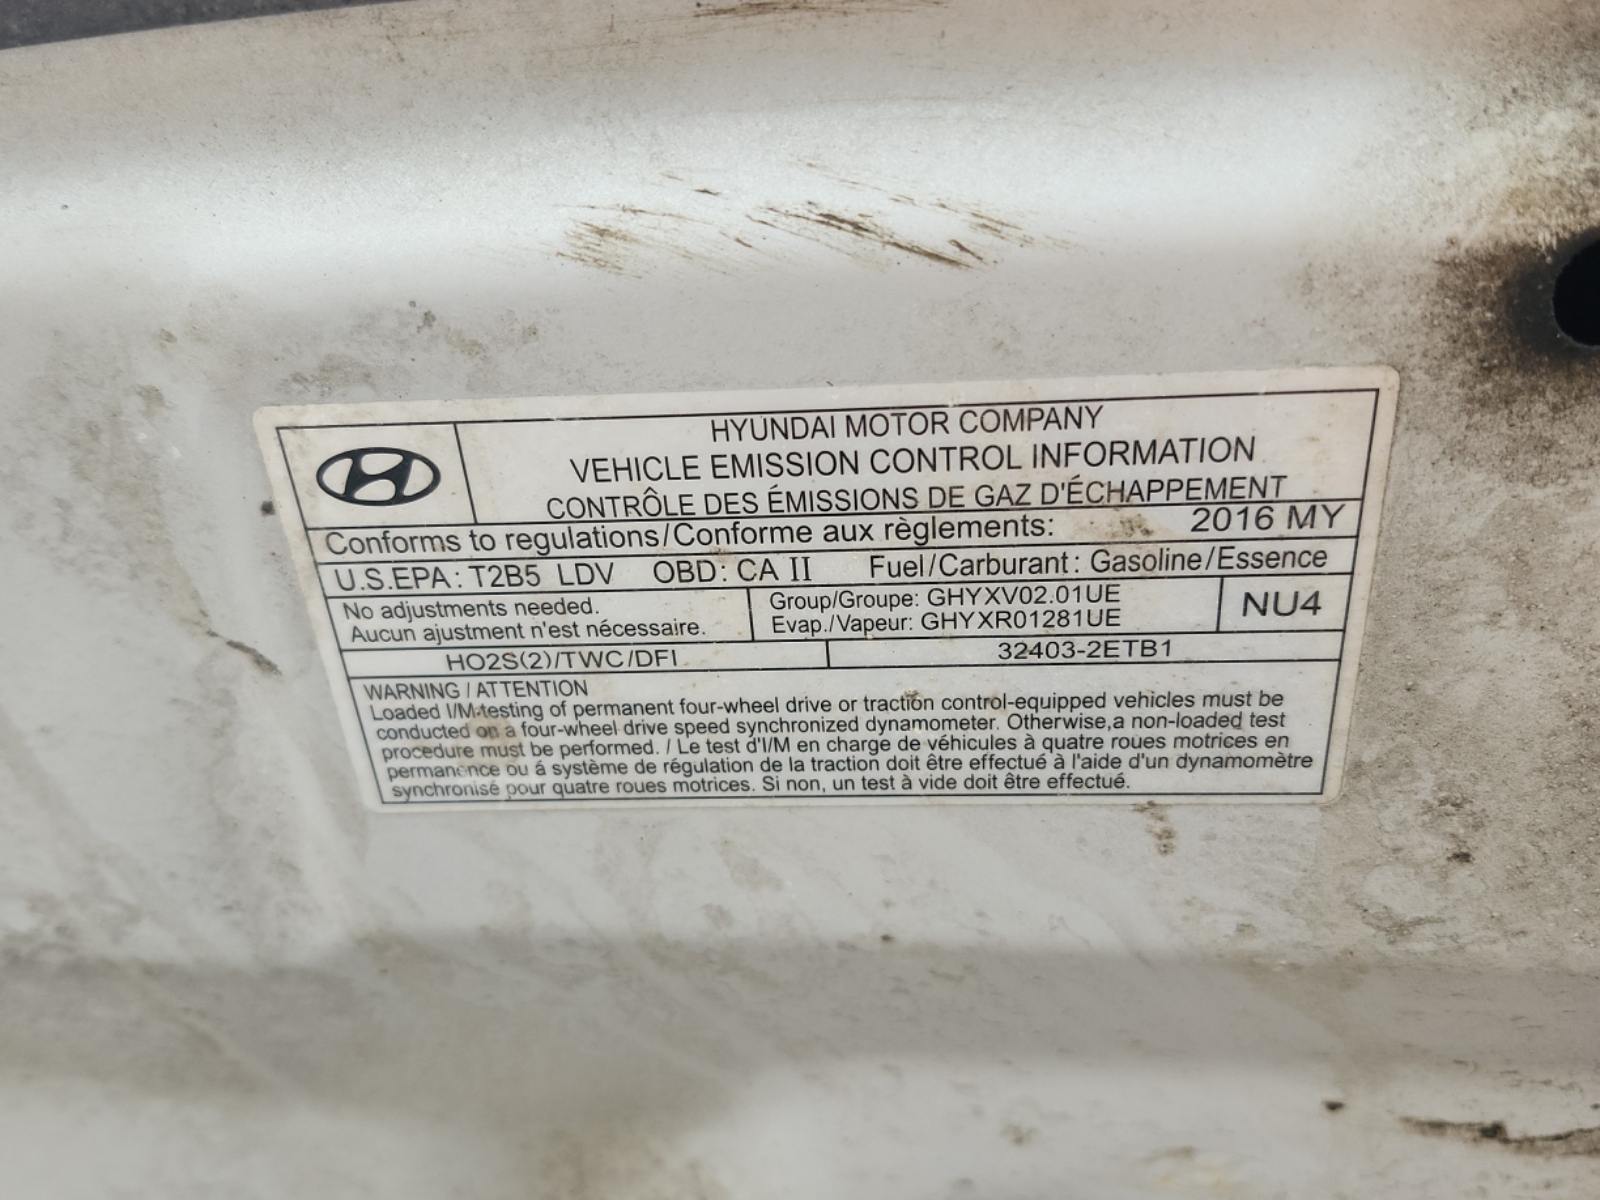 HYUNDAI MOTOR COMPANY
VEHICLE EMISSION CONTROL INFORMATION
CONTRÔLE DES ÉMISSIONS DE GAZ D'ÉCHAPPEMENT
Conforms to regulations/Conforme aux règlements: 2016 MY
U.S.EPA: T2B5 LDV OBD: CA II Fuel/Carburant: Gasoline/Essence
No adjustments needed.
Aucun ajustment n'est nécessaire.
Group/Groupe: GHYXV02.01UE
Evap./Vapeur: GHYXR01281UE
NU4
HO2S(2)/TWC/DFI
32403-2ETB1
WARNING / ATTENTION
Loaded I/M-testing of permanent four-wheel drive or traction control-equipped vehicles must be
conducted on a four-wheel drive speed synchronized dynamometer. Otherwise,a non-loaded test
procedure must be performed. / Le test d'I/M en charge de véhicules à quatre roues motrices en
permanence ou á système de régulation de la traction doit être effectué à l'aide d'un dynamomètre
synchronisé pour quatre roues motrices. Si non, un test à vide doit être effectué.